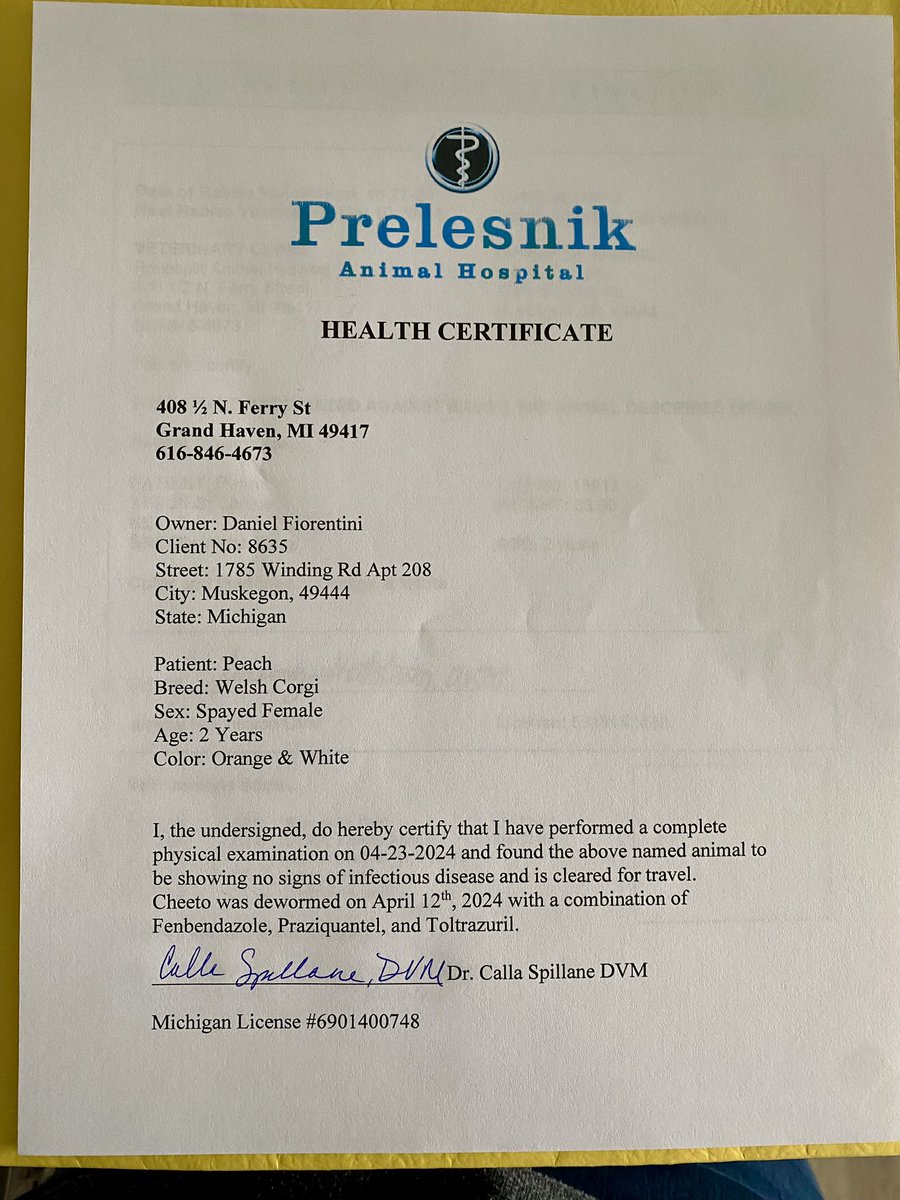 Prelesnik
Animal Hospital
HEALTH CERTIFICATE
408 ½ N. Ferry St
Grand Haven, MI 49417
616-846-4673
Owner: Daniel Fiorentini
Client No: 8635
Street: 1785 Winding Rd Apt 208
City: Muskegon, 49444
State: Michigan
Patient: Peach
Breed: Welsh Corgi
Sex: Spayed Female
Age: 2 Years
Color: Orange & White
I, the undersigned, do hereby certify that I have performed a complete
physical examination on 04-23-2024 and found the above named animal to
be showing no signs of infectious disease and is cleared for travel.
Cheeto was dewormed on April 12th, 2024 with a combination of
Fenbendazole, Praziquantel, and Toltrazuril.
Calla Spillane, DVM Dr. Calla Spillane DVM
Michigan License #6901400748